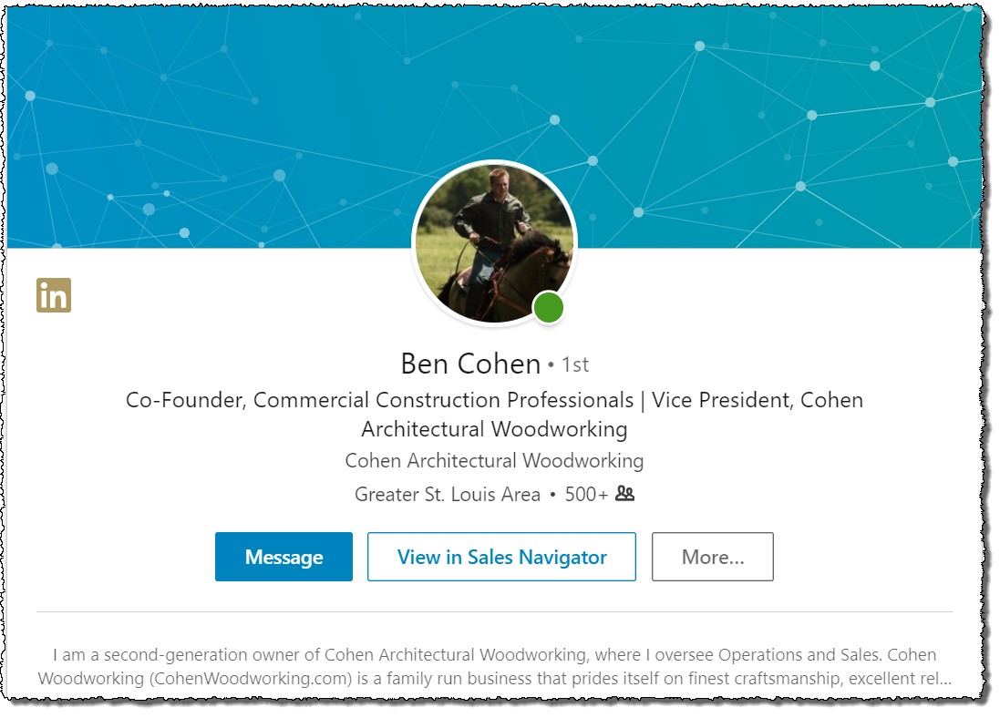 in
Ben Cohen • 1st
Co-Founder, Commercial Construction Professionals | Vice President, Cohen
Architectural Woodworking
Cohen Architectural Woodworking
Greater St. Louis Area • 500+
Message
View in Sales Navigator
More...
I am a second-generation owner of Cohen Architectural Woodworking, where I oversee Operations and Sales. Cohen
Woodworking (CohenWoodworking.com) is a family run business that prides itself on finest craftsmanship, excellent rel...